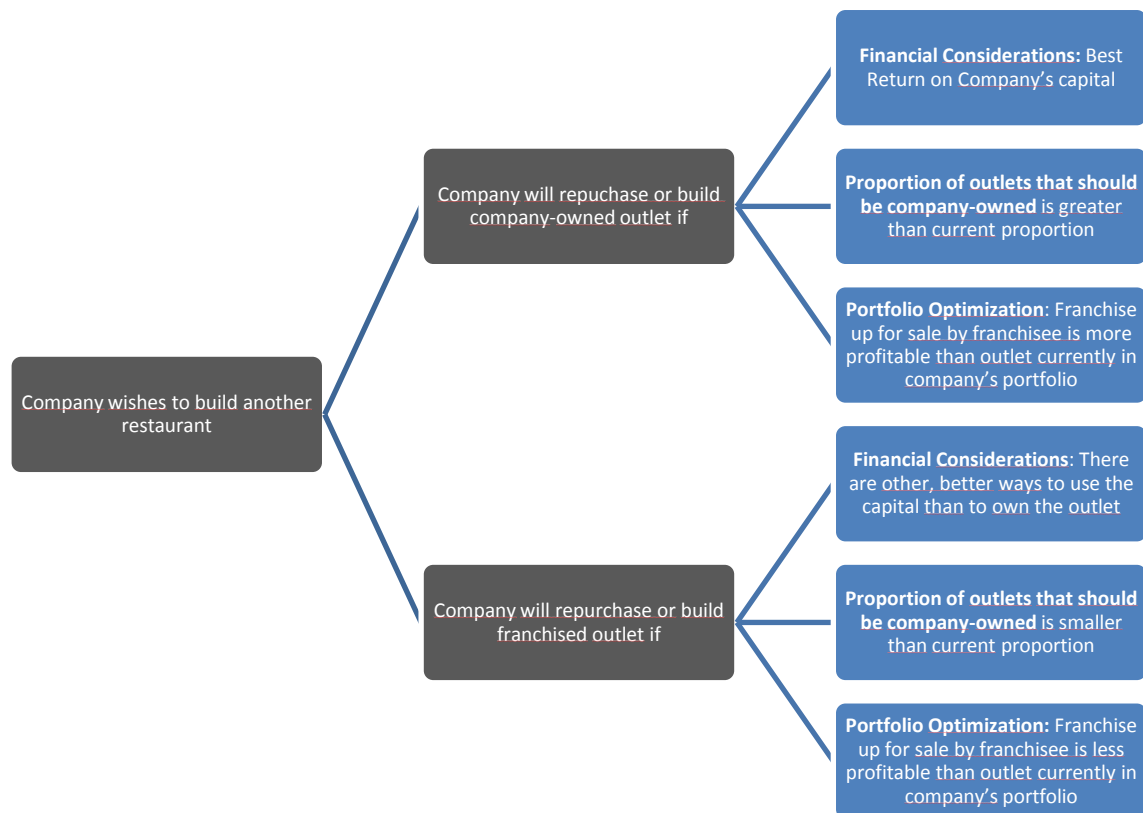 Financial Considerations: Best
Return on Company's capital
Company will repuchase or build
company-owned outlet if
Proportion of outlets that should
be company-owned is greater
than current proportion
Portfolio Optimization: Franchise
up for sale by franchisee is more
profitable than outlet currently in
company's portfolio
Company wishes to build another
restaurant
Financial Considerations: There
are other, better ways to use the
capital than to own the outlet
Company will repurchase or build
franchised outlet if
Proportion of outlets that should
be company-owned is smaller
than current proportion
Portfolio Optimization: Franchise
up for sale by franchisee is less
profitable than outlet currently in
company's portfolio